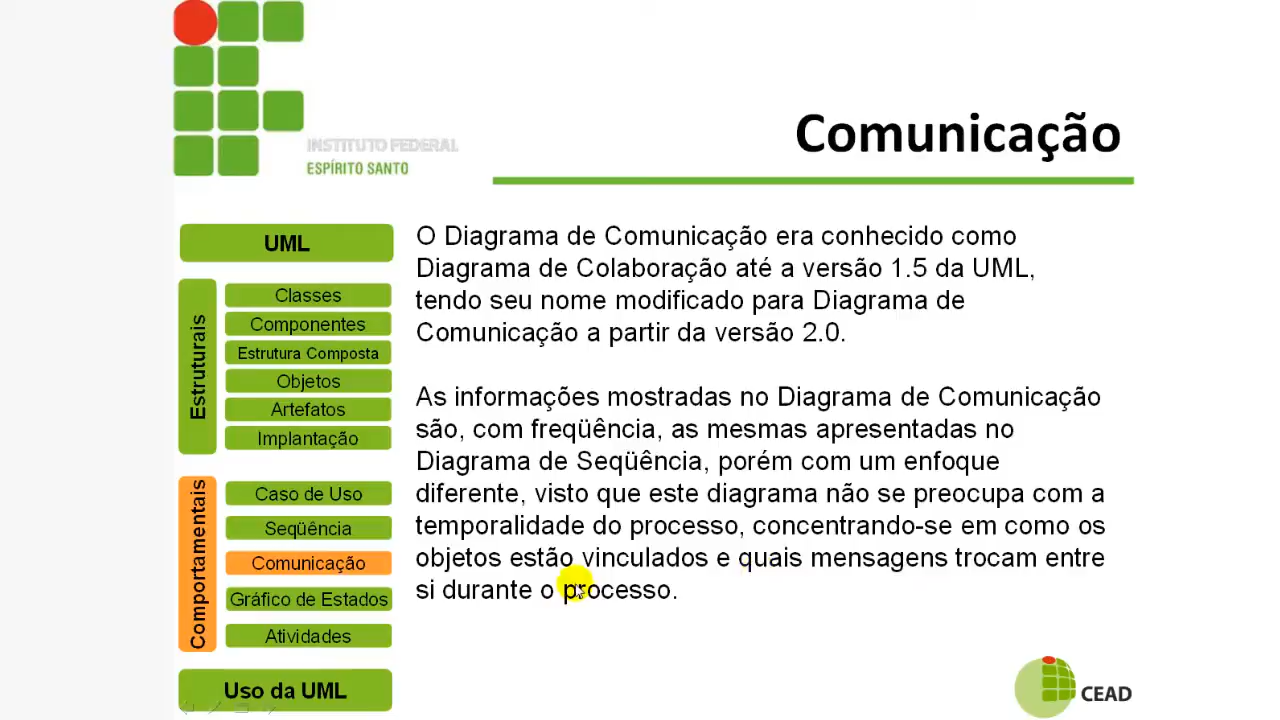 INSTITUTO FEDERAL
ESPÍRITO SANTO
Comunicação
UML
Estruturais
Classes
Componentes
Estrutura Composta
Objetos
Artefatos
Implantação
Comportamentais
Caso de Uso
Seqüência
Comunicação
Gráfico de Estados
Atividades
Uso da UML
O Diagrama de Comunicação era conhecido como
Diagrama de Colaboração até a versão 1.5 da UML,
tendo seu nome modificado para Diagrama de
Comunicação a partir da versão 2.0.
As informações mostradas no Diagrama de Comunicação
são, com freqüência, as mesmas apresentadas no
Diagrama de Seqüência, porém com um enfoque
diferente, visto que este diagrama não se preocupa com a
temporalidade do processo, concentrando-se em como os
objetos estão vinculados e quais mensagens trocam entre
si durante o processo.
CEAD